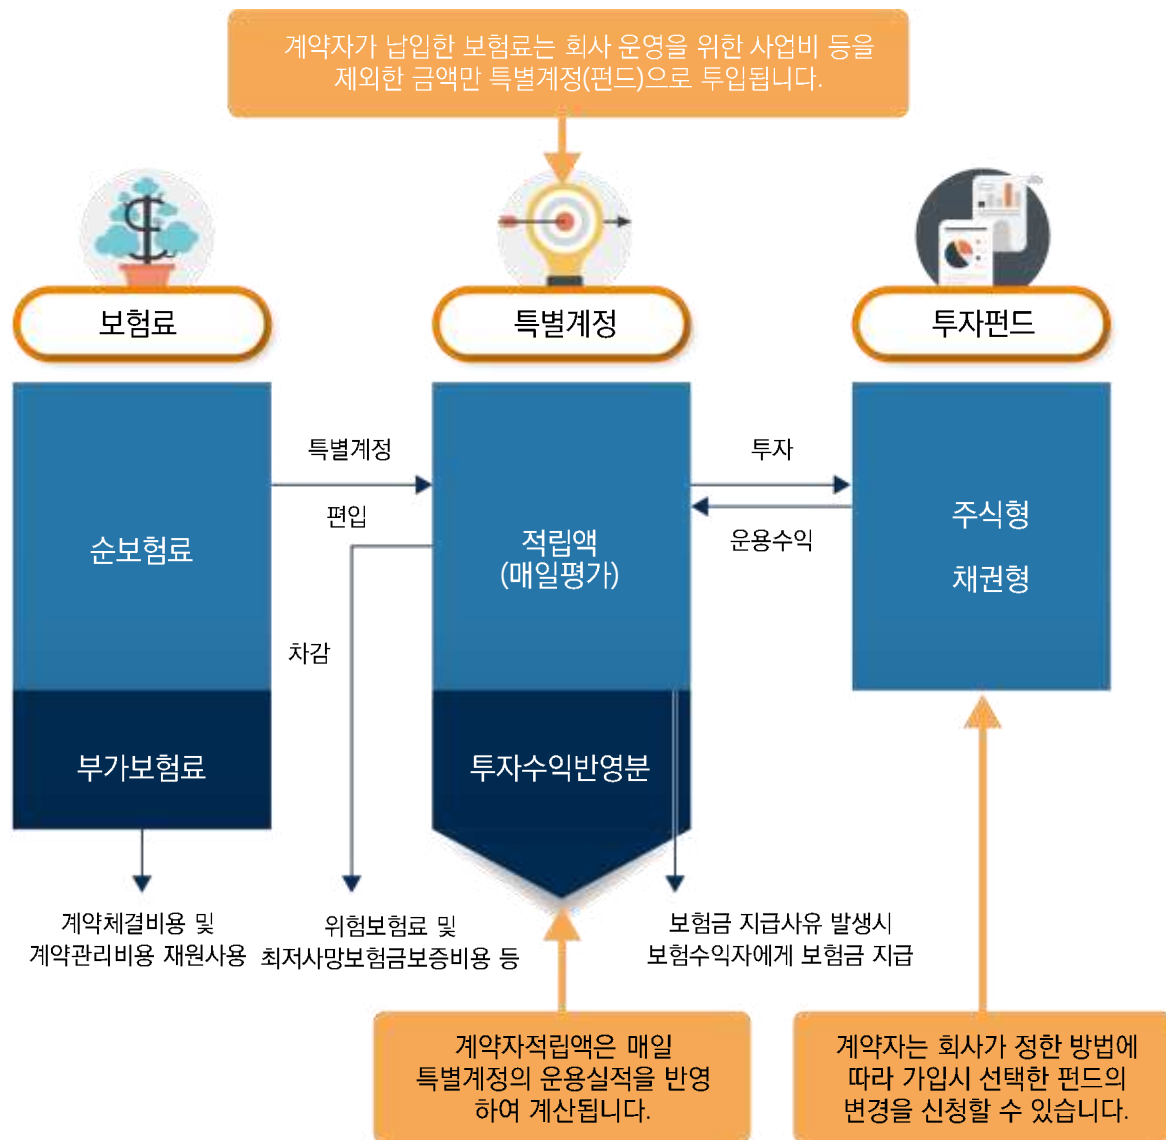 계약자가 납입한 보험료는 회사 운영을 위한 사업비 등을
제외한 금액만 특별계정(펀드)으로 투입됩니다.
보험료
특별계정
투자펀드
순보험료
부가보험료
특별계정
편입
차감
적립액
(매일평가)
투자수익반영분
투자
운용수익
주식형
채권형
계약체결비용 및
계약관리비용 재원사용
위험보험료 및
최저사망보험금보증비용 등
보험금 지급사유 발생시
보험수익자에게 보험금 지급
계약자적립액은 매일
특별계정의 운용실적을 반영
하여 계산됩니다.
계약자는 회사가 정한 방법에
따라 가입시 선택한 펀드의
변경을 신청할 수 있습니다.